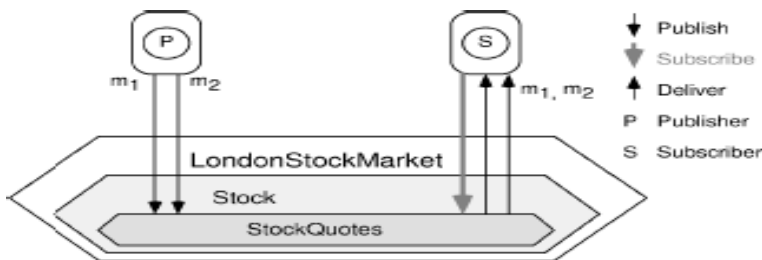 P
m1 m2
S
m1, m2
LondonStockMarket
Stock
StockQuotes
Publish
Subscribe
Deliver
P Publisher
S Subscriber